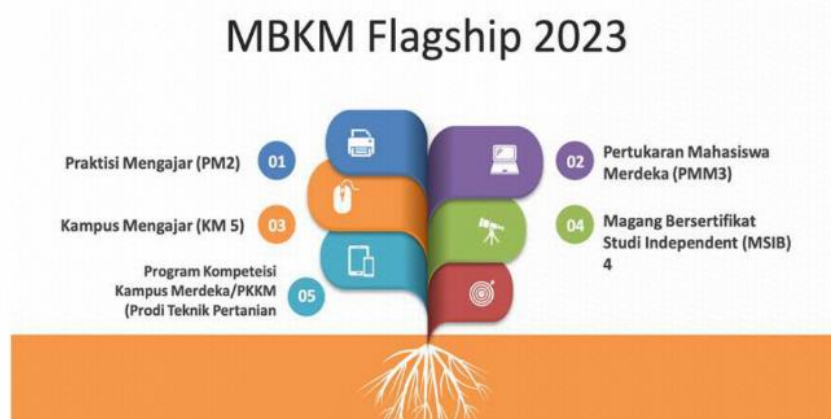 MBKM Flagship 2023
Praktisi Mengajar (PM2)
01
02
Pertukaran Mahasiswa
Merdeka (PMM3)
Kampus Mengajar (KM 5)
03
04
Magang Bersertifikat
Studi Independent (MSIB)
4
Program Kompeteisi
Kampus Merdeka/PKKM
(Prodi Teknik Pertanian
05